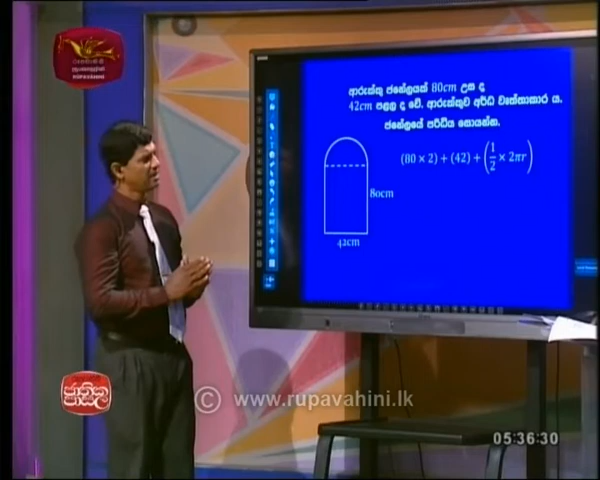 ආරුක්කු ජනේලයක් 80cm උස ද
42cm පළල ද වේ. ආරුක්කුව අර්ධ වෘත්තාකාර ය.
ජනේලයේ පරිධිය සොයන්න.
(80 × 2) + (42) + (1/2 × 2πr)
80cm
42cm
RUPAVAHINI
© www.rupavahini.lk
05:36:30